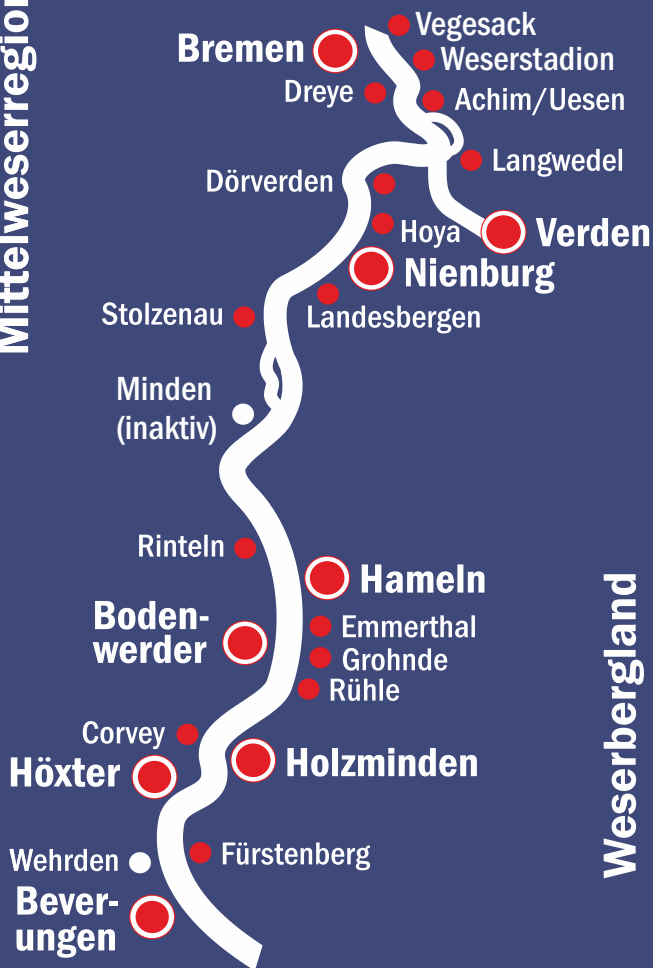 Mittelweserregion
Vegesack
Bremen
Weserstadion
Dreye
Achim/Uesen
Langwedel
Dörverden
Hoya
Verden
Nienburg
Stolzenau
Landesbergen
Minden
(inaktiv)
Rinteln
Hameln
Boden-
werder
Emmerthal
Grohnde
Rühle
Weserbergland
Corvey
Höxter
Holzminden
Wehrden
Fürstenberg
Bever-
ungen